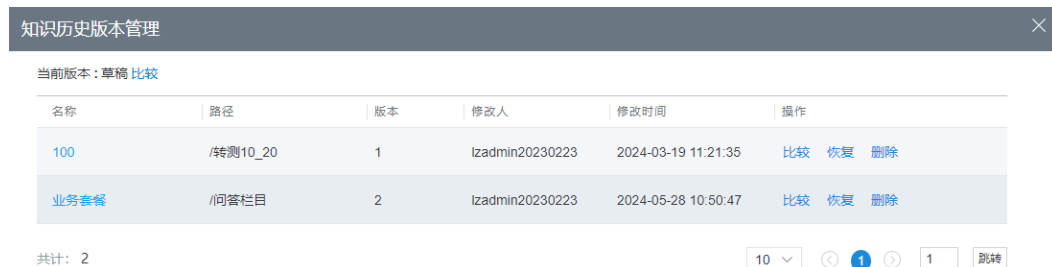 知识历史版本管理
当前版本 : 草稿 比较
名称 路径 版本 修改人 修改时间 操作
100 /转测10_20 1 lzadmin20230223 2024-03-19 11:21:35 比较 恢复 删除
业务套餐 /问答栏目 2 lzadmin20230223 2024-05-28 10:50:47 比较 恢复 删除
共计: 2 10 1 1 跳转